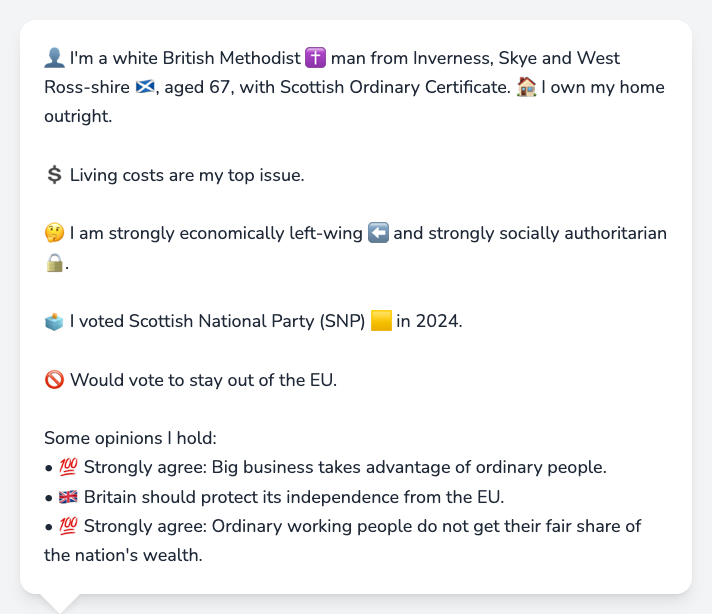 👤 I'm a white British Methodist ✝️ man from Inverness, Skye and West
Ross-shire 🏴󠁧󠁢󠁳󠁣󠁴󠁿, aged 67, with Scottish Ordinary Certificate. 🏠 I own my home
outright.
💲 Living costs are my top issue.
🤔 I am strongly economically left-wing ⬅️ and strongly socially authoritarian
🔒.
🗳️ I voted Scottish National Party (SNP) 🟨 in 2024.
🚫 Would vote to stay out of the EU.
Some opinions I hold:
• 💯 Strongly agree: Big business takes advantage of ordinary people.
• 🇬🇧 Britain should protect its independence from the EU.
• 💯 Strongly agree: Ordinary working people do not get their fair share of
the nation's wealth.